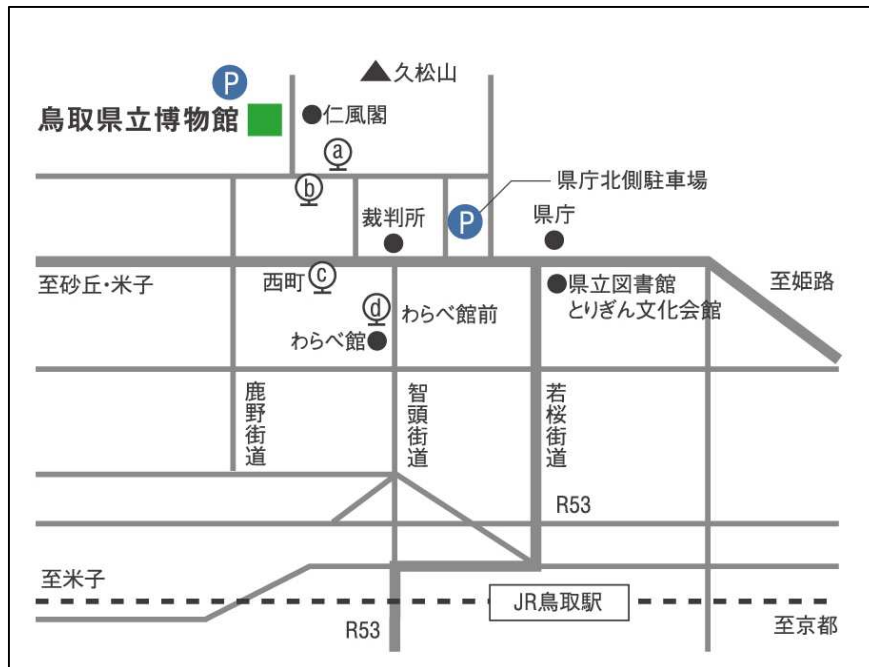 P
久松山
鳥取県立博物館
仁風閣
a
b
県庁北側駐車場
裁判所
P
県庁
至砂丘・米子
西町
c
県立図書館
とりぎん文化会館
至姫路
d
わらべ館前
わらべ館
鹿野街道
智頭街道
若桜街道
R53
至米子
JR鳥取駅
R53
至京都